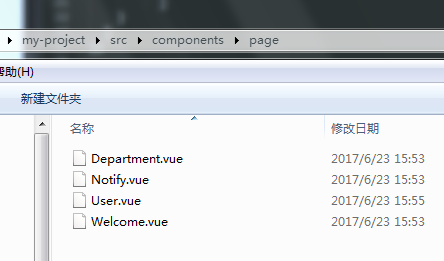 my-project src components page
帮助(H)
新建文件夹
名称 修改日期
Department.vue 2017/6/23 15:53
Notify.vue 2017/6/23 15:53
User.vue 2017/6/23 15:55
Welcome.vue 2017/6/23 15:53